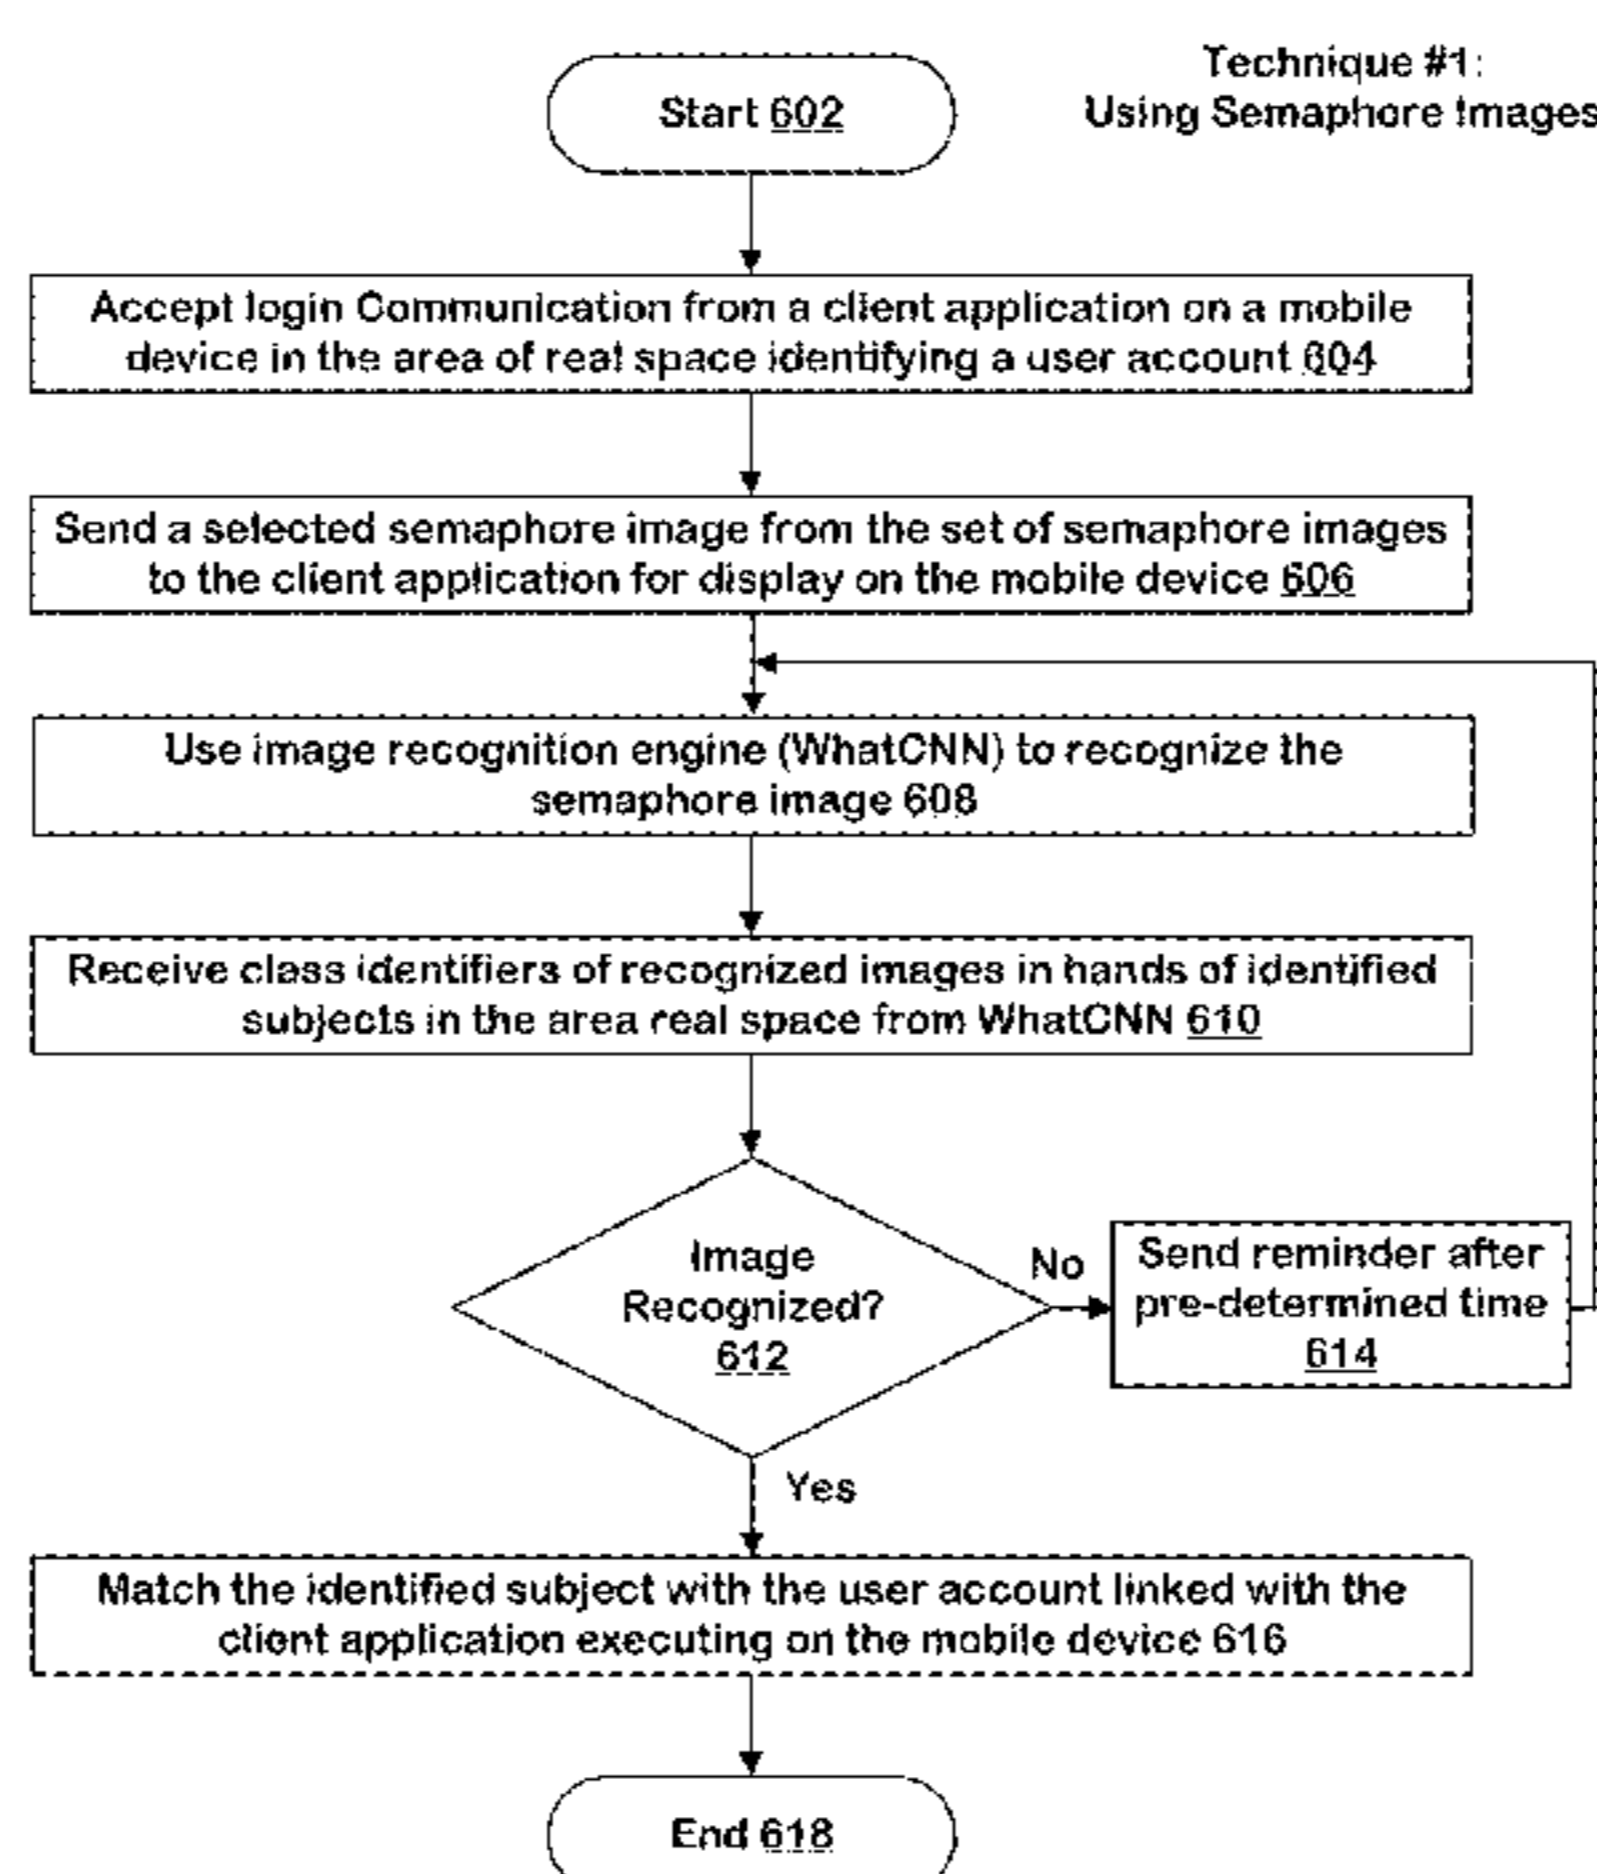 Technique #1:
Using Semaphore Images
Start 602
Accept login Communication from a client application on a mobile
device in the area of real space identifying a user account 604
Send a selected semaphore image from the set of semaphore images
to the client application for display on the mobile device 606
Use image recognition engine (WhatCNN) to recognize the
semaphore image 608
Receive class identifiers of recognized images in hands of identified
subjects in the area real space from WhatCNN 610
Image
Recognized?
612
No
Send reminder after
pre-determined time
614
Yes
Match the identified subject with the user account linked with the
client application executing on the mobile device 616
End 618